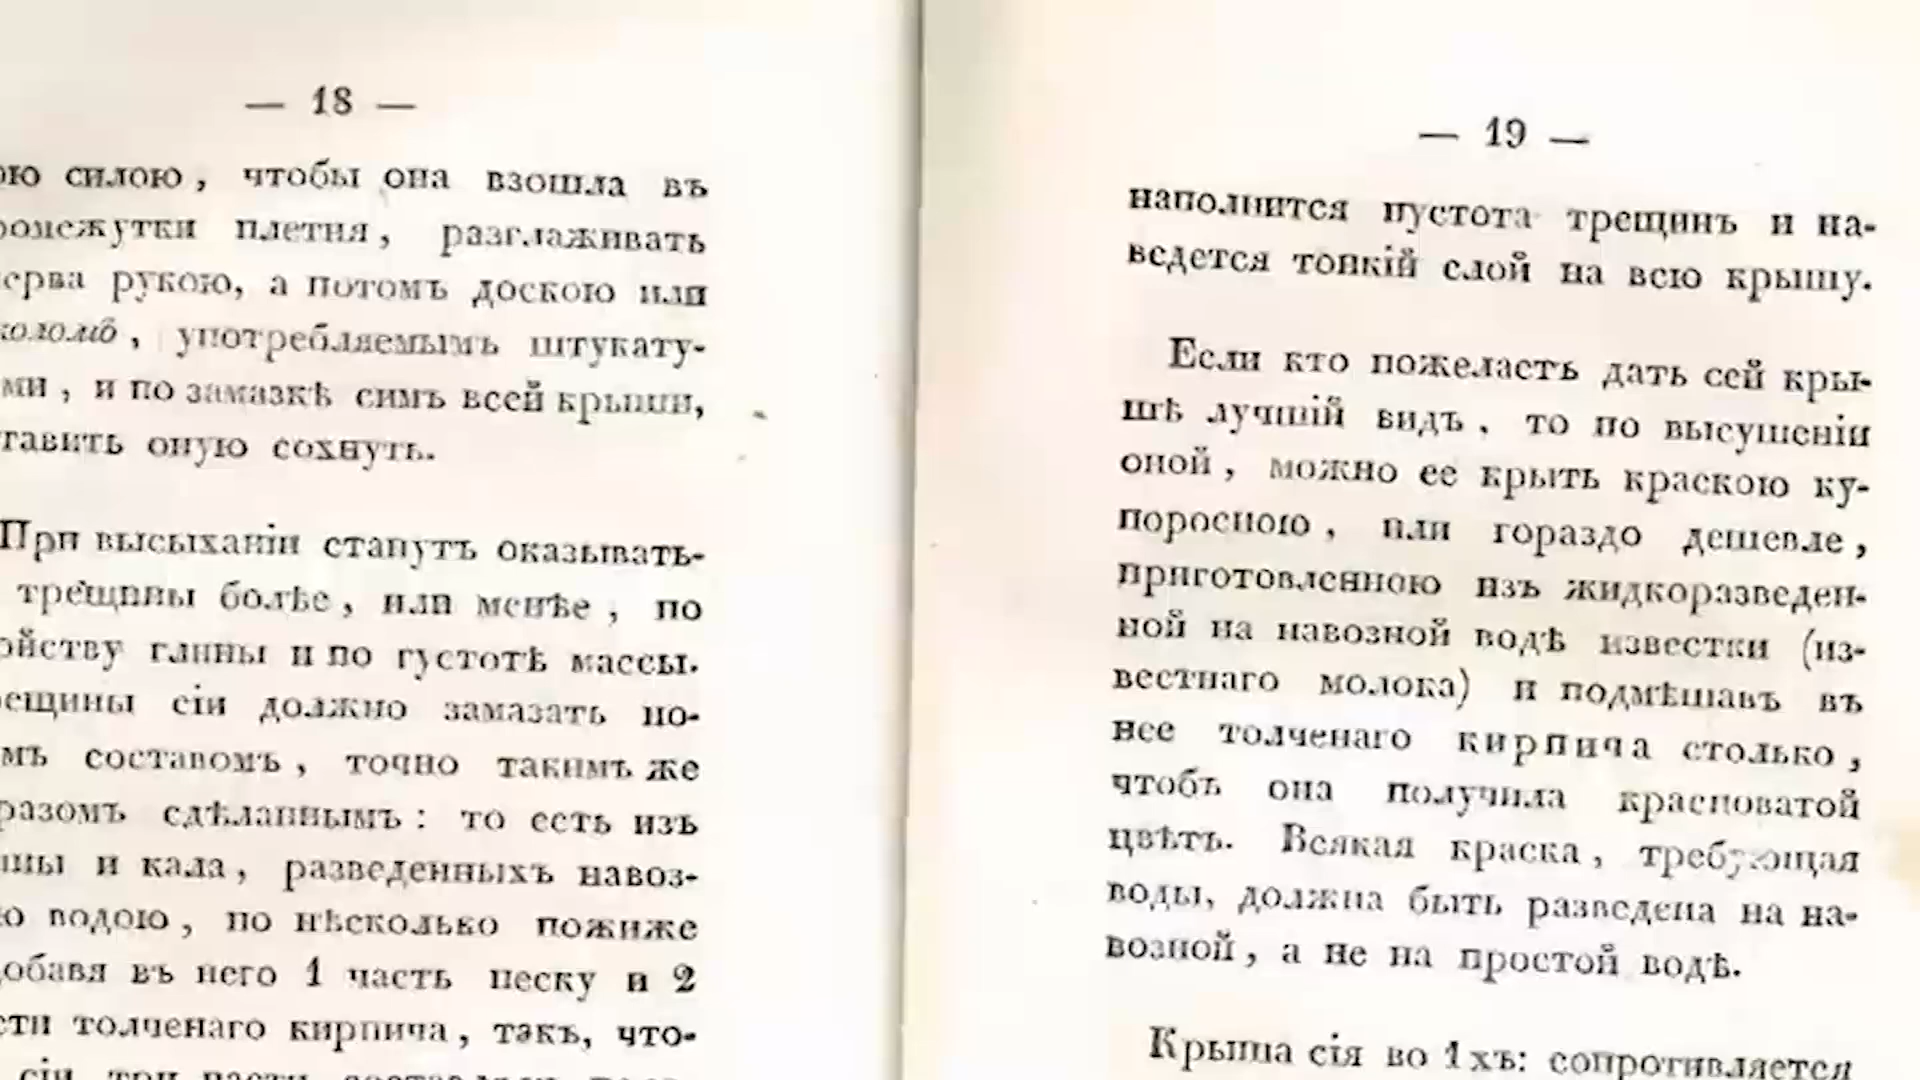 — 18 —
силою, чтобы она взошла въ
плетня, разглаживать
рукою, а потомъ доскою или
употребляемымъ штукату-
ми, и по замазкѣ симъ всей крыши,
тавить оную сохнуть.
При высыханіи станутъ оказывать-
трещины болѣе, или менѣе, по
ойству глины и по густотѣ массы.
ещины сіи должно замазать но-
мъ составомъ, точно такимъ же
разомъ сдѣланнымъ: то есть изъ
ины и кала, разведенныхъ навоз-
ю водою, но нѣсколько пожиже
обавя въ него 1 часть песку и 2
сти толченаго кирпича, такъ, что-
сіи три части
— 19 —
наполнится пустота трещинъ и на-
ведется тонкій слой на всю крышу.
Если кто пожелаетъ дать сей кры-
шѣ лучшій видъ, то по высушеніи
оной, можно ее крыть краскою ку-
поросною, или гораздо дешевле,
приготовленною изъ жидкоразведен-
ной на навозной водѣ известки (из-
вестнаго молока) и подмѣшавъ въ
нее толченаго кирпича столько,
чтобъ она получила красноватой
цвѣтъ. Всякая краска, требующая
воды, должна быть разведена на на-
возной, а не на простой водѣ.
Крыша сія во 1хъ: сопротивляется